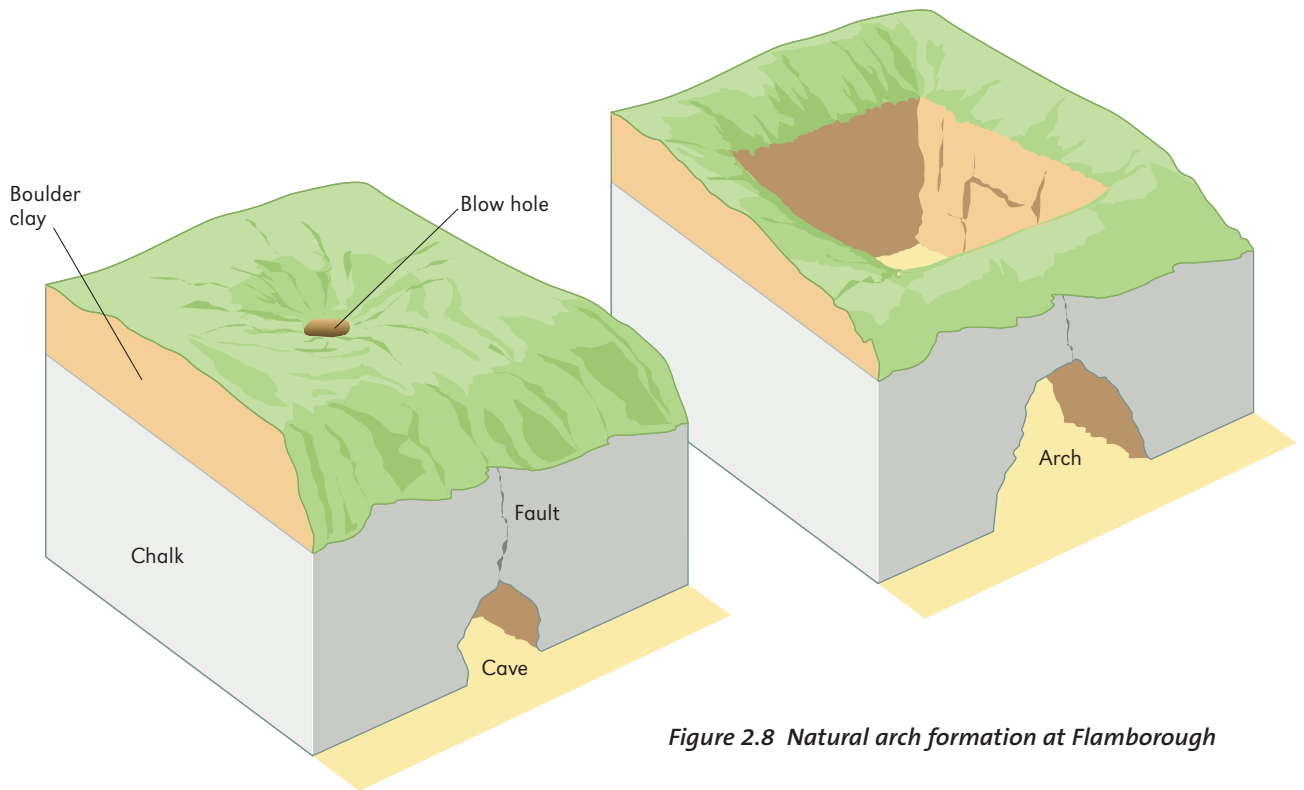 Boulder
clay
Blow hole
Fault
Chalk
Cave
Arch
Figure 2.8 Natural arch formation at Flamborough